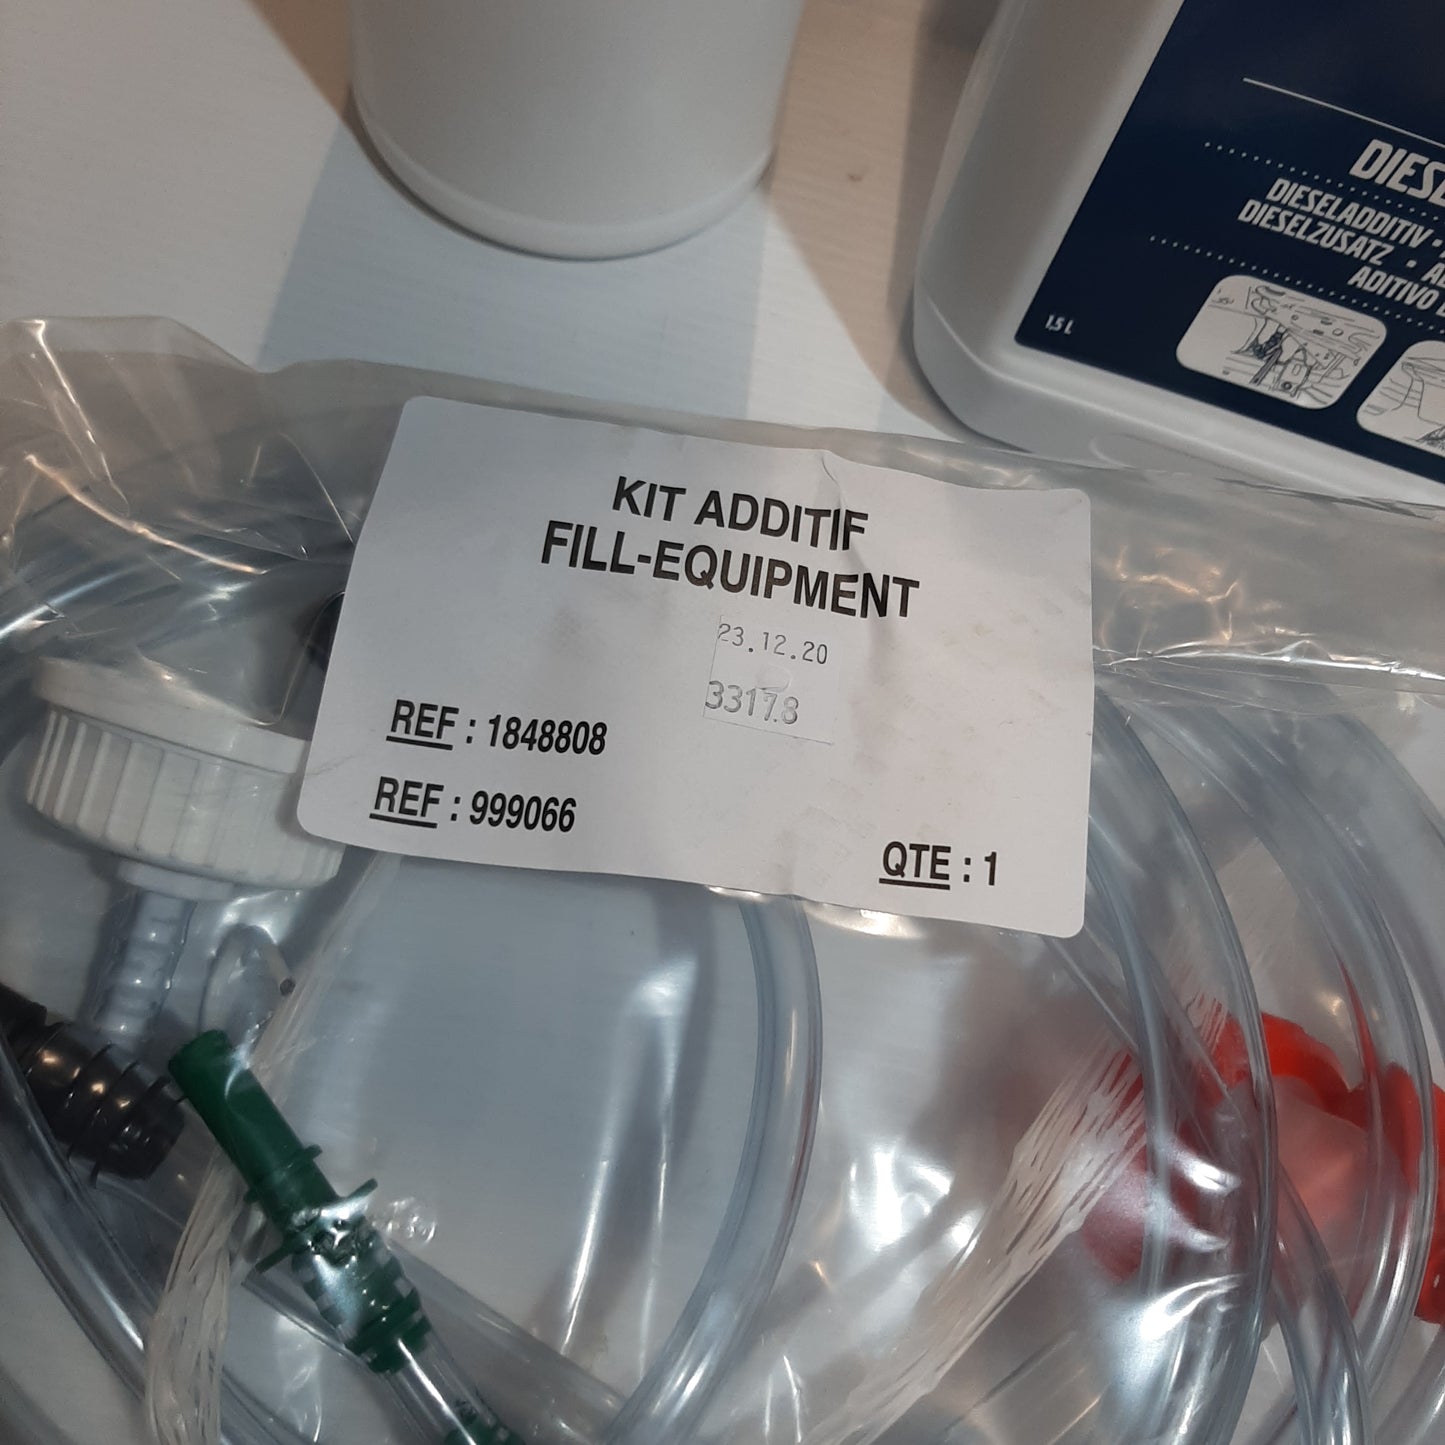 DIESE
DIESELADDITIV •
DIESELZUSATZ • A
ADITIVO
1,5 L
KIT ADDITIF
FILL-EQUIPMENT
23.12.20
3317.8
REF : 1848808
REF : 999066
QTE : 1